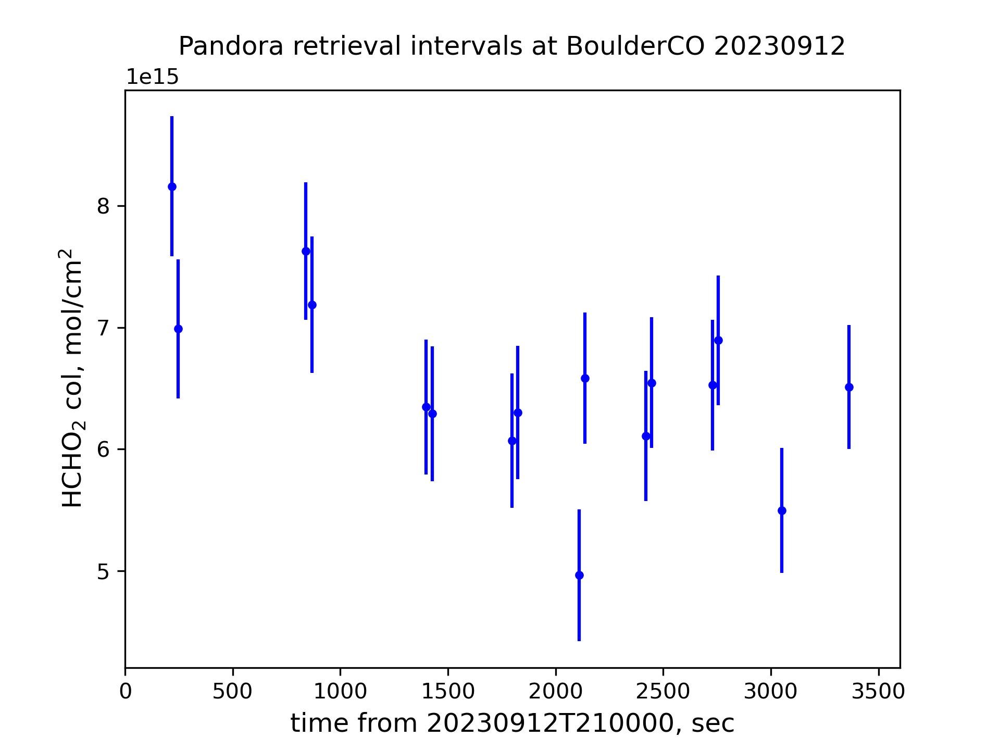 Pandora retrieval intervals at BoulderCO 20230912
1e15
8
7
6
5
HCHO₂ col, mol/cm²
0 500 1000 1500 2000 2500 3000 3500
time from 20230912T210000, sec